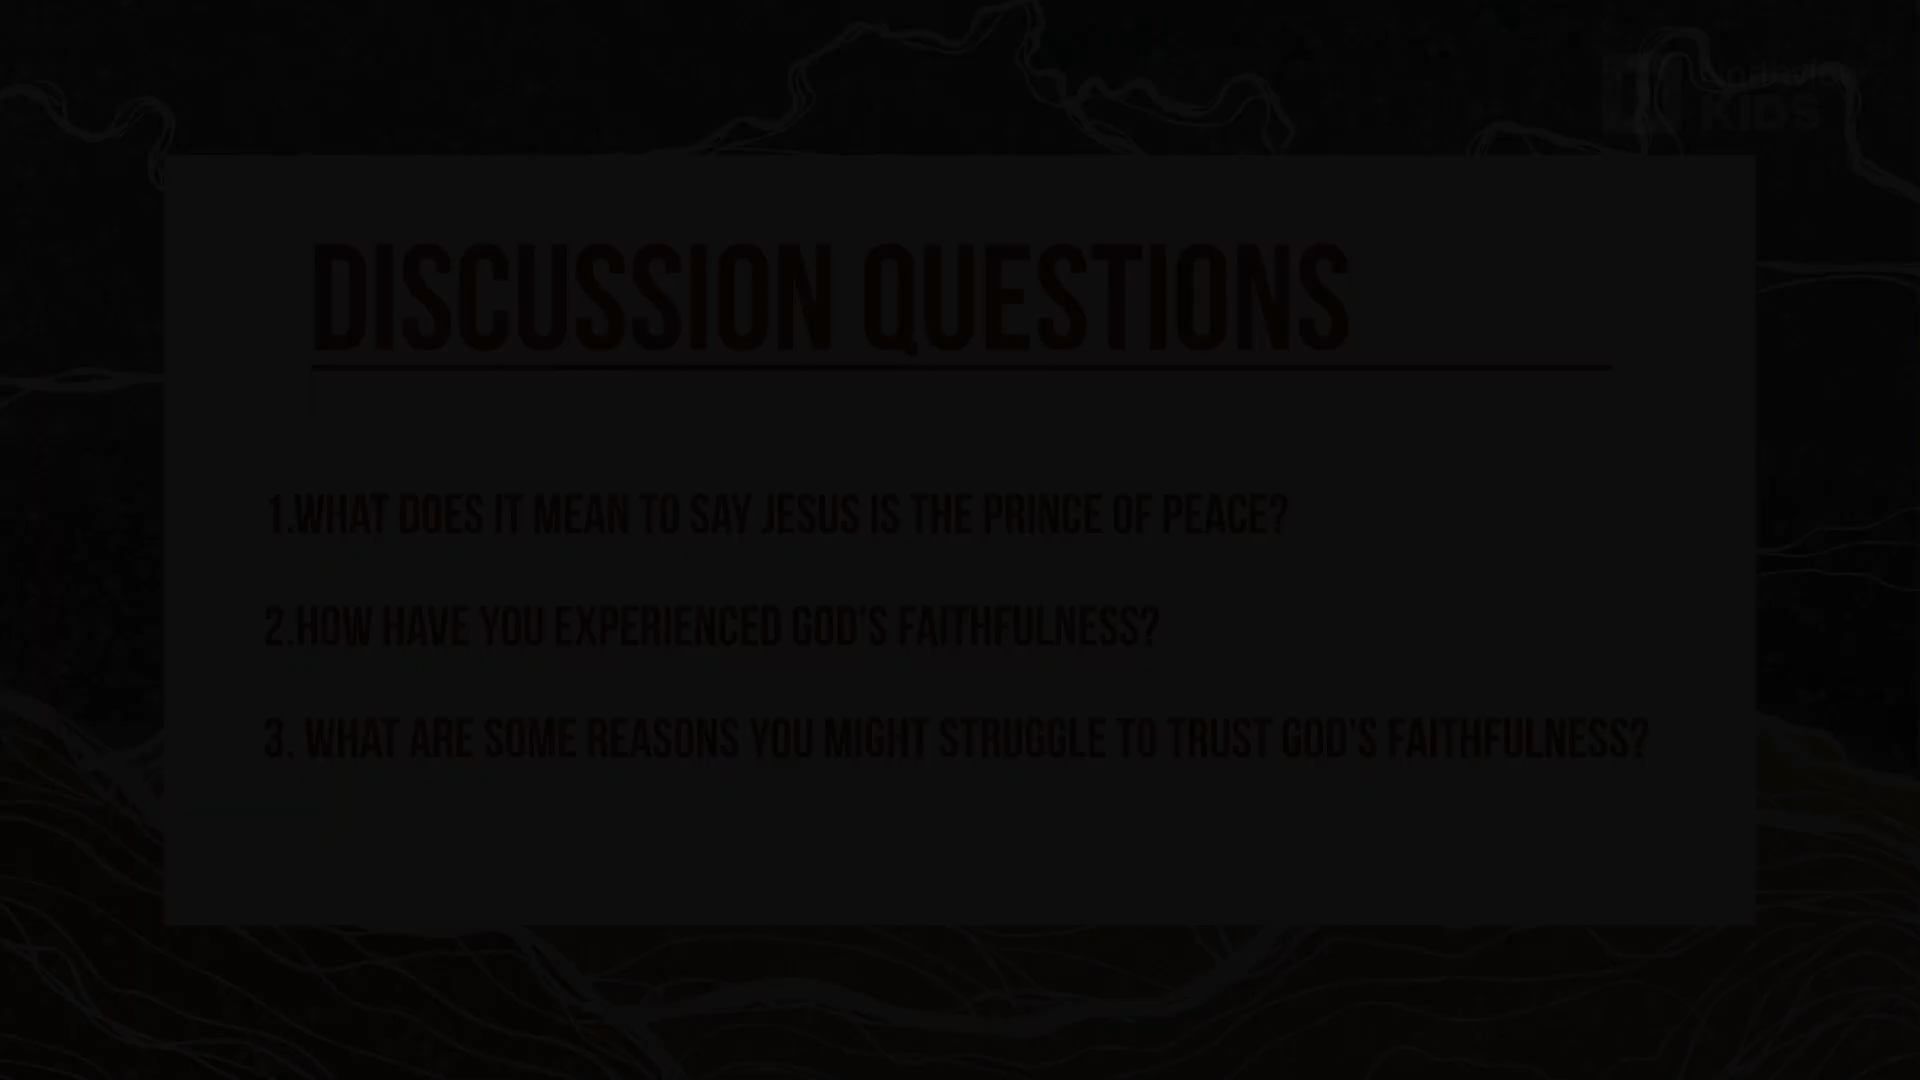 KIDS
DISCUSSION QUESTIONS
1.WHAT DOES IT MEAN TO SAY JESUS IS THE PRINCE OF PEACE?
2.HOW HAVE YOU EXPERIENCED GOD'S FAITHFULNESS?
3. WHAT ARE SOME REASONS YOU MIGHT STRUGGLE TO TRUST GOD'S FAITHFULNESS?